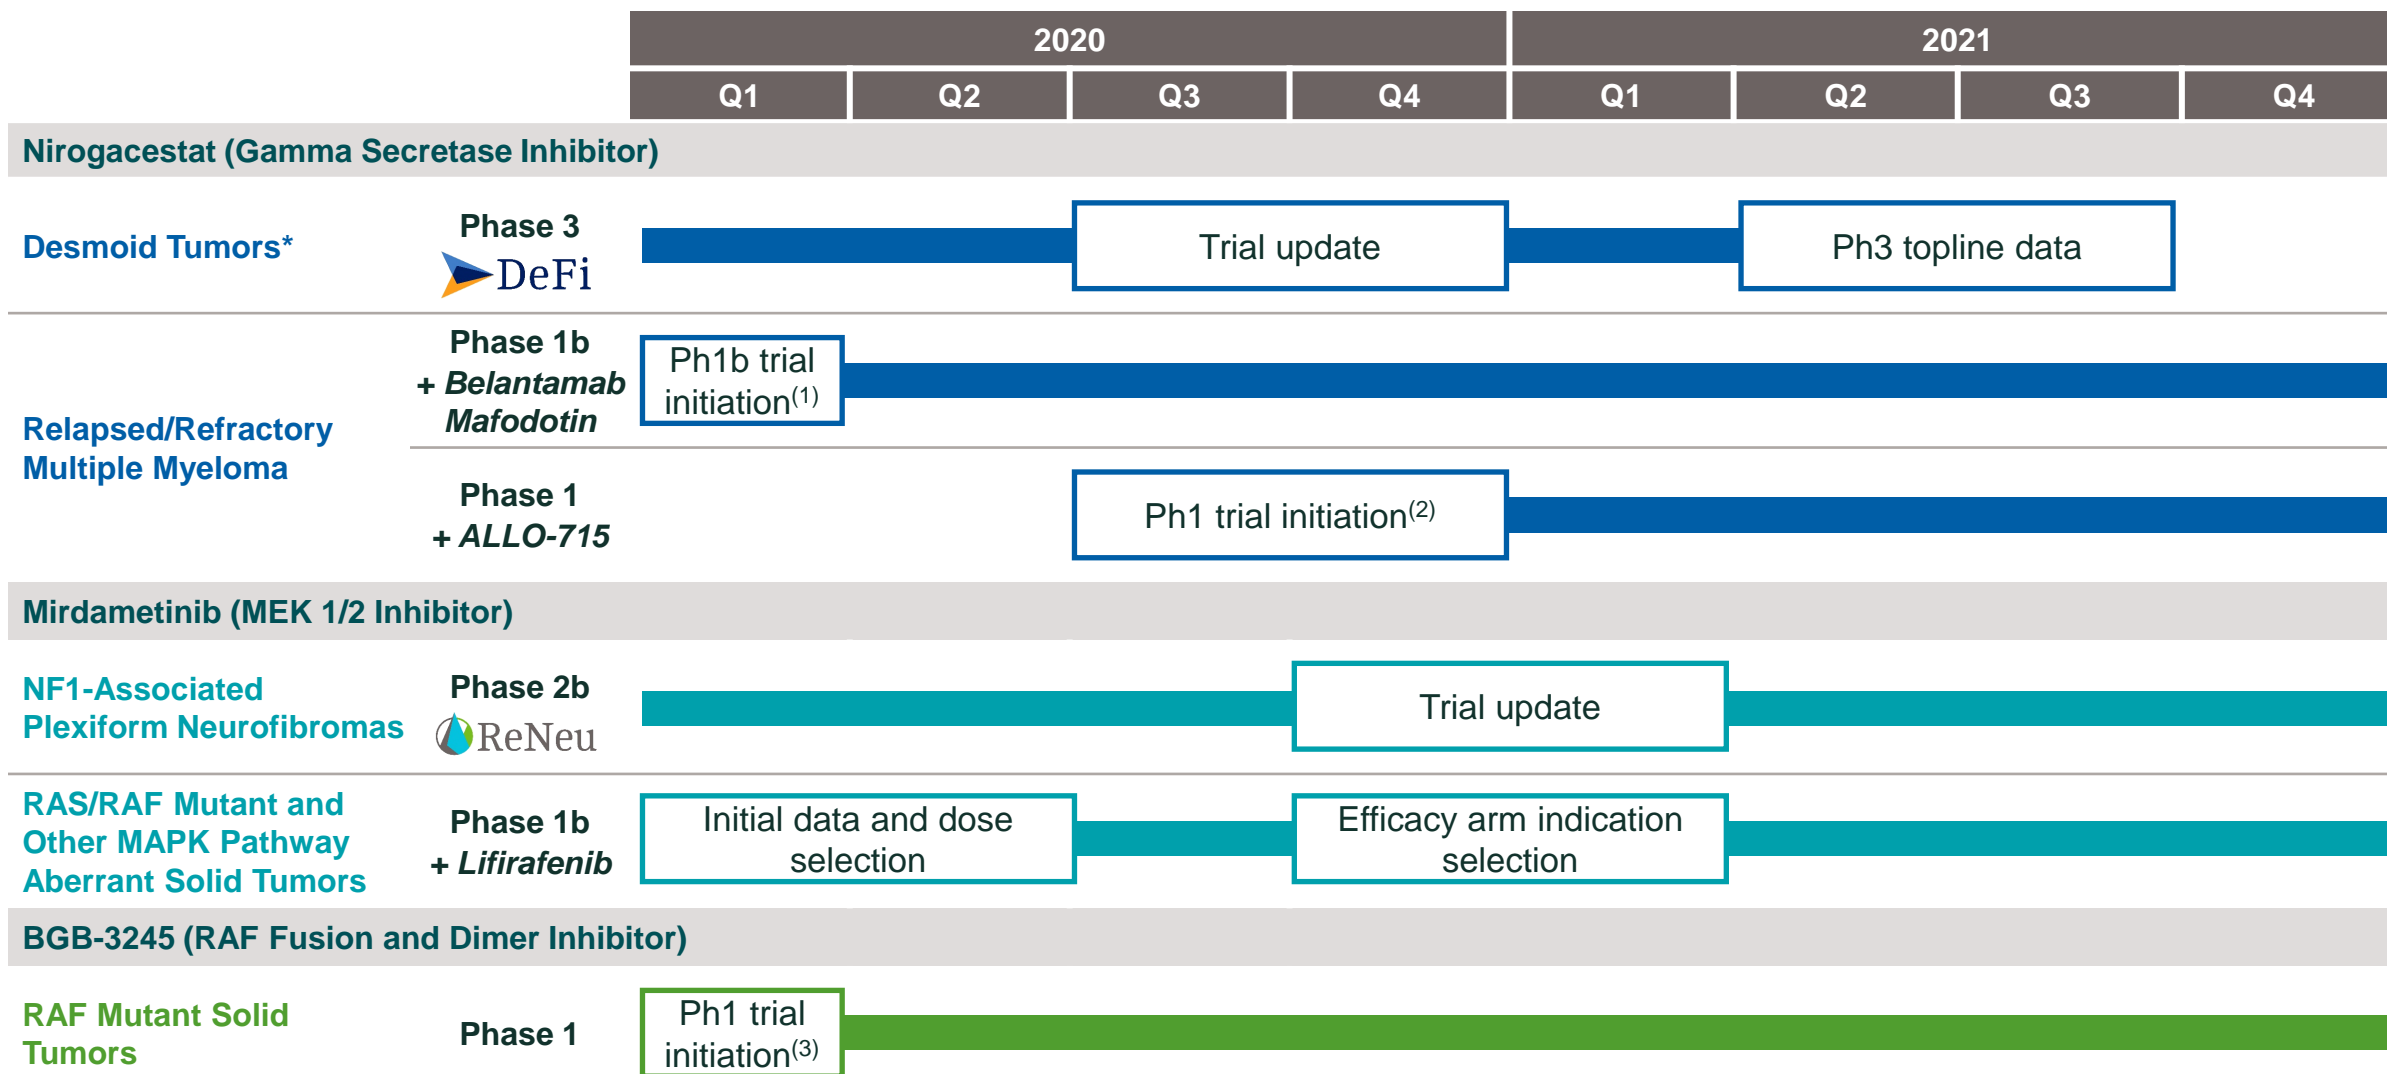 2020 2021
Q1 Q2 Q3 Q4 Q1 Q2 Q3 Q4
Nirogacestat (Gamma Secretase Inhibitor)
Desmoid Tumors*
Phase 3
DeFi
Trial update
Ph3 topline data
Relapsed/Refractory
Multiple Myeloma
Phase 1b
+ Belantamab
Mafodotin
Ph1b trial
initiation(1)
Phase 1
+ ALLO-715
Ph1 trial initiation(2)
Mirdametinib (MEK 1/2 Inhibitor)
NF1-Associated
Plexiform Neurofibromas
Phase 2b
ReNeu
Trial update
RAS/RAF Mutant and
Other MAPK Pathway
Aberrant Solid Tumors
Phase 1b
+ Lifirafenib
Initial data and dose
selection
Efficacy arm indication
selection
BGB-3245 (RAF Fusion and Dimer Inhibitor)
RAF Mutant Solid
Tumors
Phase 1
Ph1 trial
initiation(3)